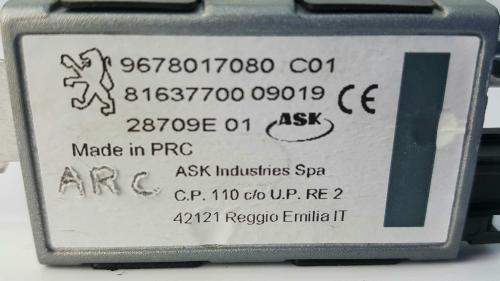 9678017080 C01
81637700 09019 CE
28709E 01 ASK
Made in PRC
ARC
ASK Industries Spa
C.P. 110 c/o U.P. RE 2
42121 Reggio Emilia IT